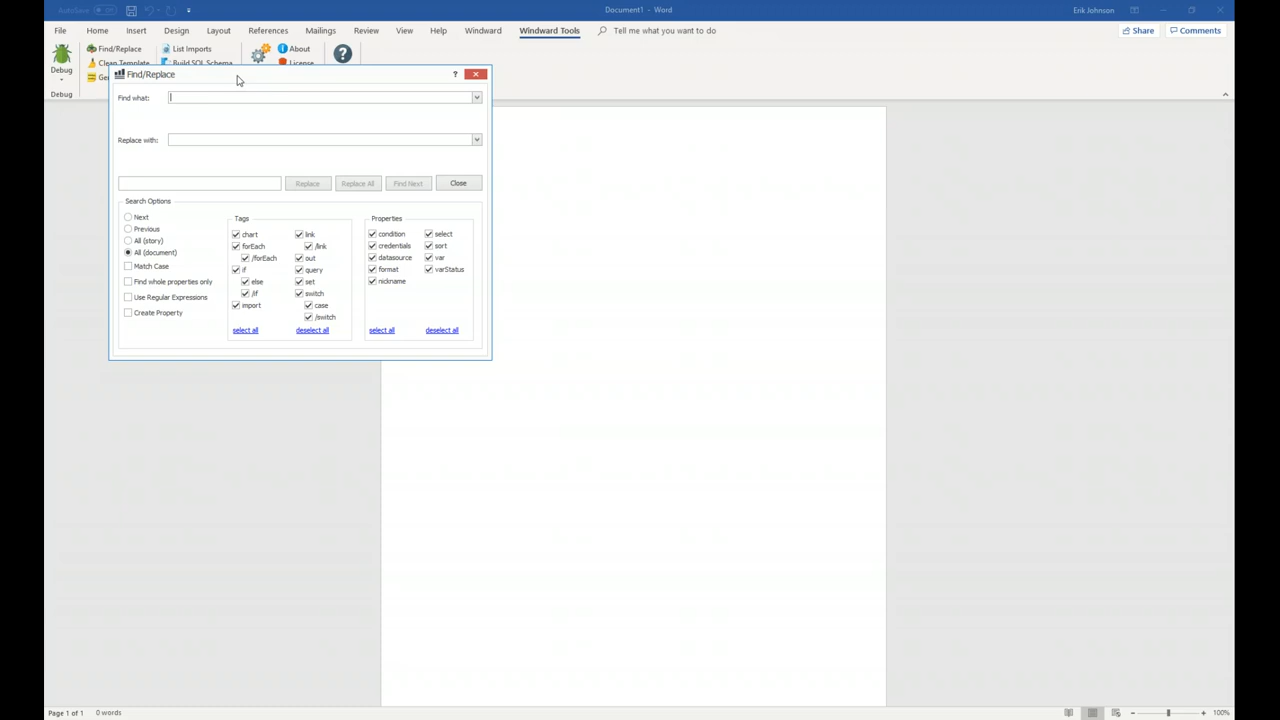 AutoSave
Document1 - Word
Erik Johnson
File Home Insert Design Layout References Mailings Review View Help Windward Windward Tools Tell me what you want to do Share Comments
Debug
Find/Replace
Clean Template
List Imports
Build SQL Schema
About
License
Debug
Find/Replace
?
Find what:
Replace with:
Replace Replace All Find Next Close
Search Options
Next
Previous
All (story)
All (document)
Match Case
Find whole properties only
Use Regular Expressions
Create Property
Tags
chart
forEach
/forEach
if
else
/if
import
link
/link
out
query
set
switch
case
/switch
select all deselect all
Properties
condition
credentials
datasource
format
nickname
select
sort
var
varStatus
select all deselect all
Page 1 of 1 0 words
100%